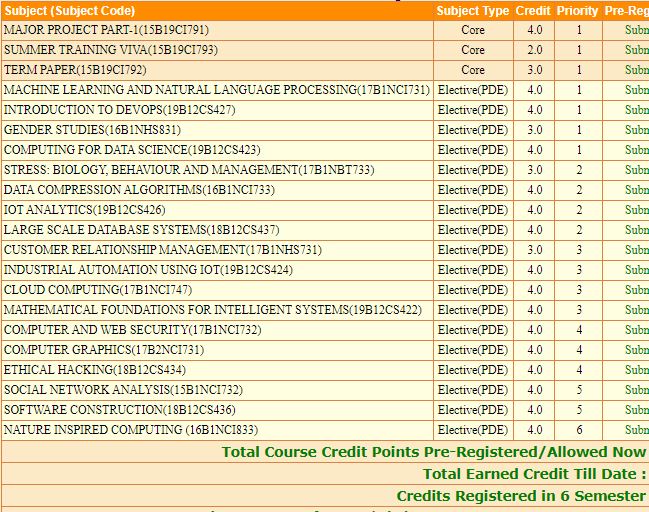 Subject (Subject Code) Subject Type Credit Priority Pre-Reg
MAJOR PROJECT PART-1(15B19CI791) Core 4.0 1 Subm
SUMMER TRAINING VIVA(15B19CI793) Core 2.0 1 Subm
TERM PAPER(15B19CI792) Core 3.0 1 Subm
MACHINE LEARNING AND NATURAL LANGUAGE PROCESSING(17B1NCI731) Elective(PDE) 4.0 1 Subm
INTRODUCTION TO DEVOPS(19B12CS427) Elective(PDE) 4.0 1 Subm
GENDER STUDIES(16B1NHS831) Elective(PDE) 3.0 1 Subm
COMPUTING FOR DATA SCIENCE(19B12CS423) Elective(PDE) 4.0 1 Subm
STRESS: BIOLOGY, BEHAVIOUR AND MANAGEMENT(17B1NBT733) Elective(PDE) 3.0 2 Subm
DATA COMPRESSION ALGORITHMS(16B1NCI733) Elective(PDE) 4.0 2 Subm
IOT ANALYTICS(19B12CS426) Elective(PDE) 4.0 2 Subm
LARGE SCALE DATABASE SYSTEMS(18B12CS437) Elective(PDE) 4.0 2 Subm
CUSTOMER RELATIONSHIP MANAGEMENT(17B1NHS731) Elective(PDE) 3.0 3 Subm
INDUSTRIAL AUTOMATION USING IOT(19B12CS424) Elective(PDE) 4.0 3 Subm
CLOUD COMPUTING(17B1NCI747) Elective(PDE) 4.0 3 Subm
MATHEMATICAL FOUNDATIONS FOR INTELLIGENT SYSTEMS(19B12CS422) Elective(PDE) 4.0 3 Subm
COMPUTER AND WEB SECURITY(17B1NCI732) Elective(PDE) 4.0 4 Subm
COMPUTER GRAPHICS(17B2NCI731) Elective(PDE) 4.0 4 Subm
ETHICAL HACKING(18B12CS434) Elective(PDE) 4.0 4 Subm
SOCIAL NETWORK ANALYSIS(15B1NCI732) Elective(PDE) 4.0 5 Subm
SOFTWARE CONSTRUCTION(18B12CS436) Elective(PDE) 4.0 5 Subm
NATURE INSPIRED COMPUTING (16B1NCI833) Elective(PDE) 4.0 6 Subm
Total Course Credit Points Pre-Registered/Allowed Now
Total Earned Credit Till Date :
Credits Registered in 6 Semester